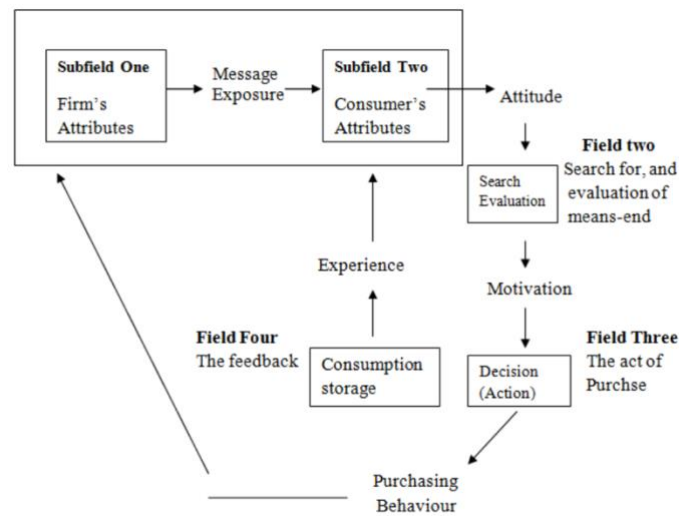 Subfield One
Firm's
Attributes
Message
Exposure
Subfield Two
Consumer's
Attributes
Attitude
Field two
Search for, and
evaluation of
means-end
Search
Evaluation
Motivation
Experience
Field Four
The feedback
Consumption
storage
Field Three
The act of
Purchse
Decision
(Action)
Purchasing
Behaviour